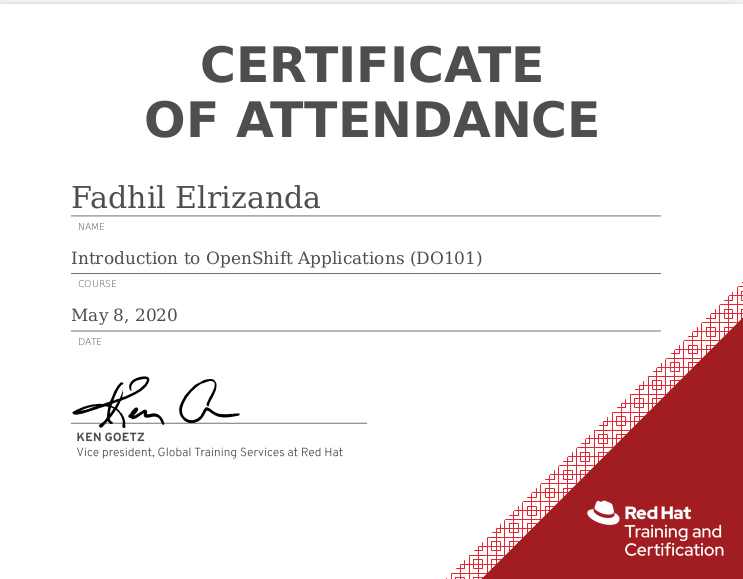 CERTIFICATE
OF ATTENDANCE
Fadhil Elrizanda
NAME
Introduction to OpenShift Applications (DO101)
COURSE
May 8, 2020
DATE
KEN GOETZ
Vice president, Global Training Services at Red Hat
Red Hat
Training and
Certification